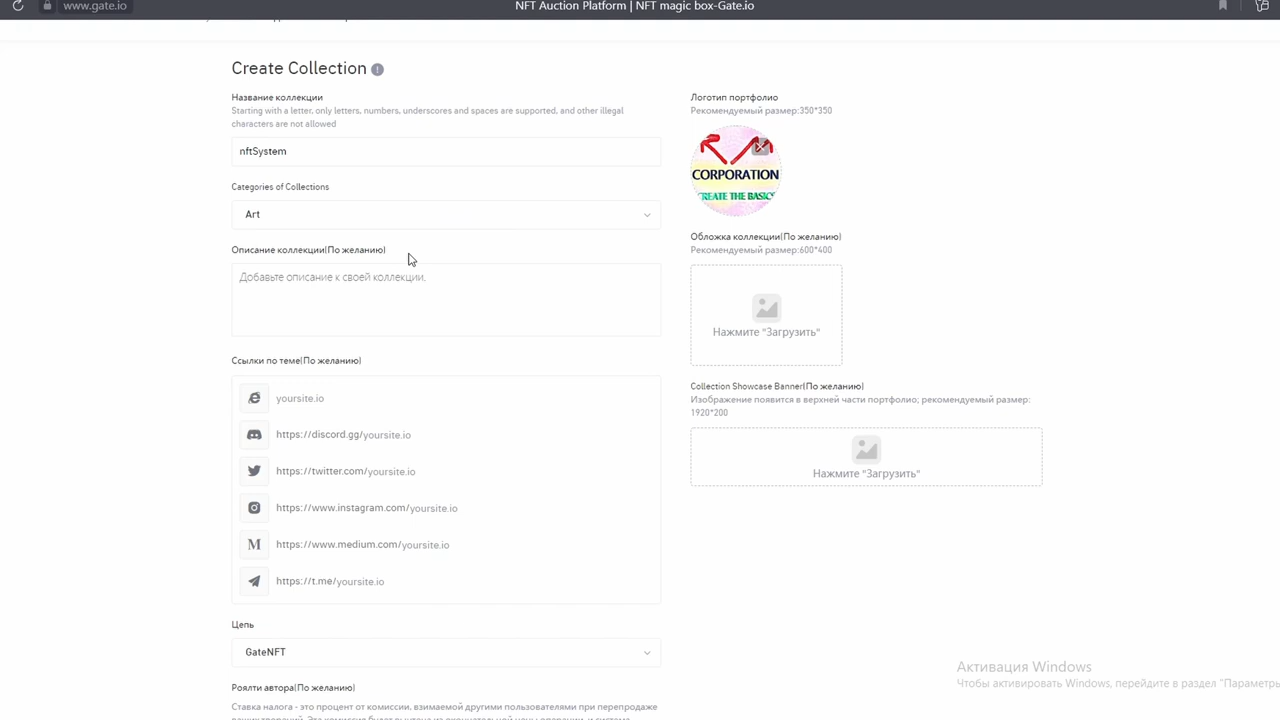 www.gate.io
NFT Auction Platform | NFT magic box-Gate.io
Create Collection
Название коллекции
Starting with a letter, only letters, numbers, underscores and spaces are supported, and other illegal
characters are not allowed
nftSystem
Categories of Collections
Art
Описание коллекции(По желанию)
Добавьте описание к своей коллекции.
Ссылки по теме(По желанию)
yoursite.io
https://discord.gg/yoursite.io
https://twitter.com/yoursite.io
https://www.instagram.com/yoursite.io
M
https://www.medium.com/yoursite.io
https://t.me/yoursite.io
Цепь
GateNFT
Роялти автора(По желанию)
Ставка налога - это процент от комиссии, взимаемой другими пользователями при перепродаже
Логотип портфолио
Рекомендуемый размер:350*350
CORPORATION
CREATE THE BASICS
Обложка коллекции(По желанию)
Рекомендуемый размер:600*400
Нажмите "Загрузить"
Collection Showcase Banner(По желанию)
Изображение появится в верхней части портфолио; рекомендуемый размер:
1920*200
Нажмите "Загрузить"
Активация Windows
Чтобы активировать Windows, перейдите в раздел "Параметры